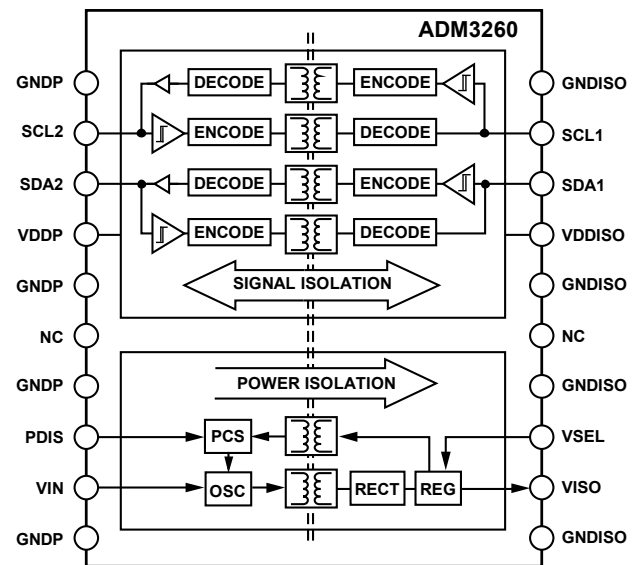 ADM3260
GNDP DECODE ENCODE GNDISO
SCL2 ENCODE DECODE SCL1
SDA2 DECODE ENCODE SDA1
VDDP ENCODE DECODE VDDISO
GNDP SIGNAL ISOLATION GNDISO
NC NC
GNDP POWER ISOLATION GNDISO
PDIS PCS VSEL
VIN OSC RECT REG VISO
GNDP GNDISO